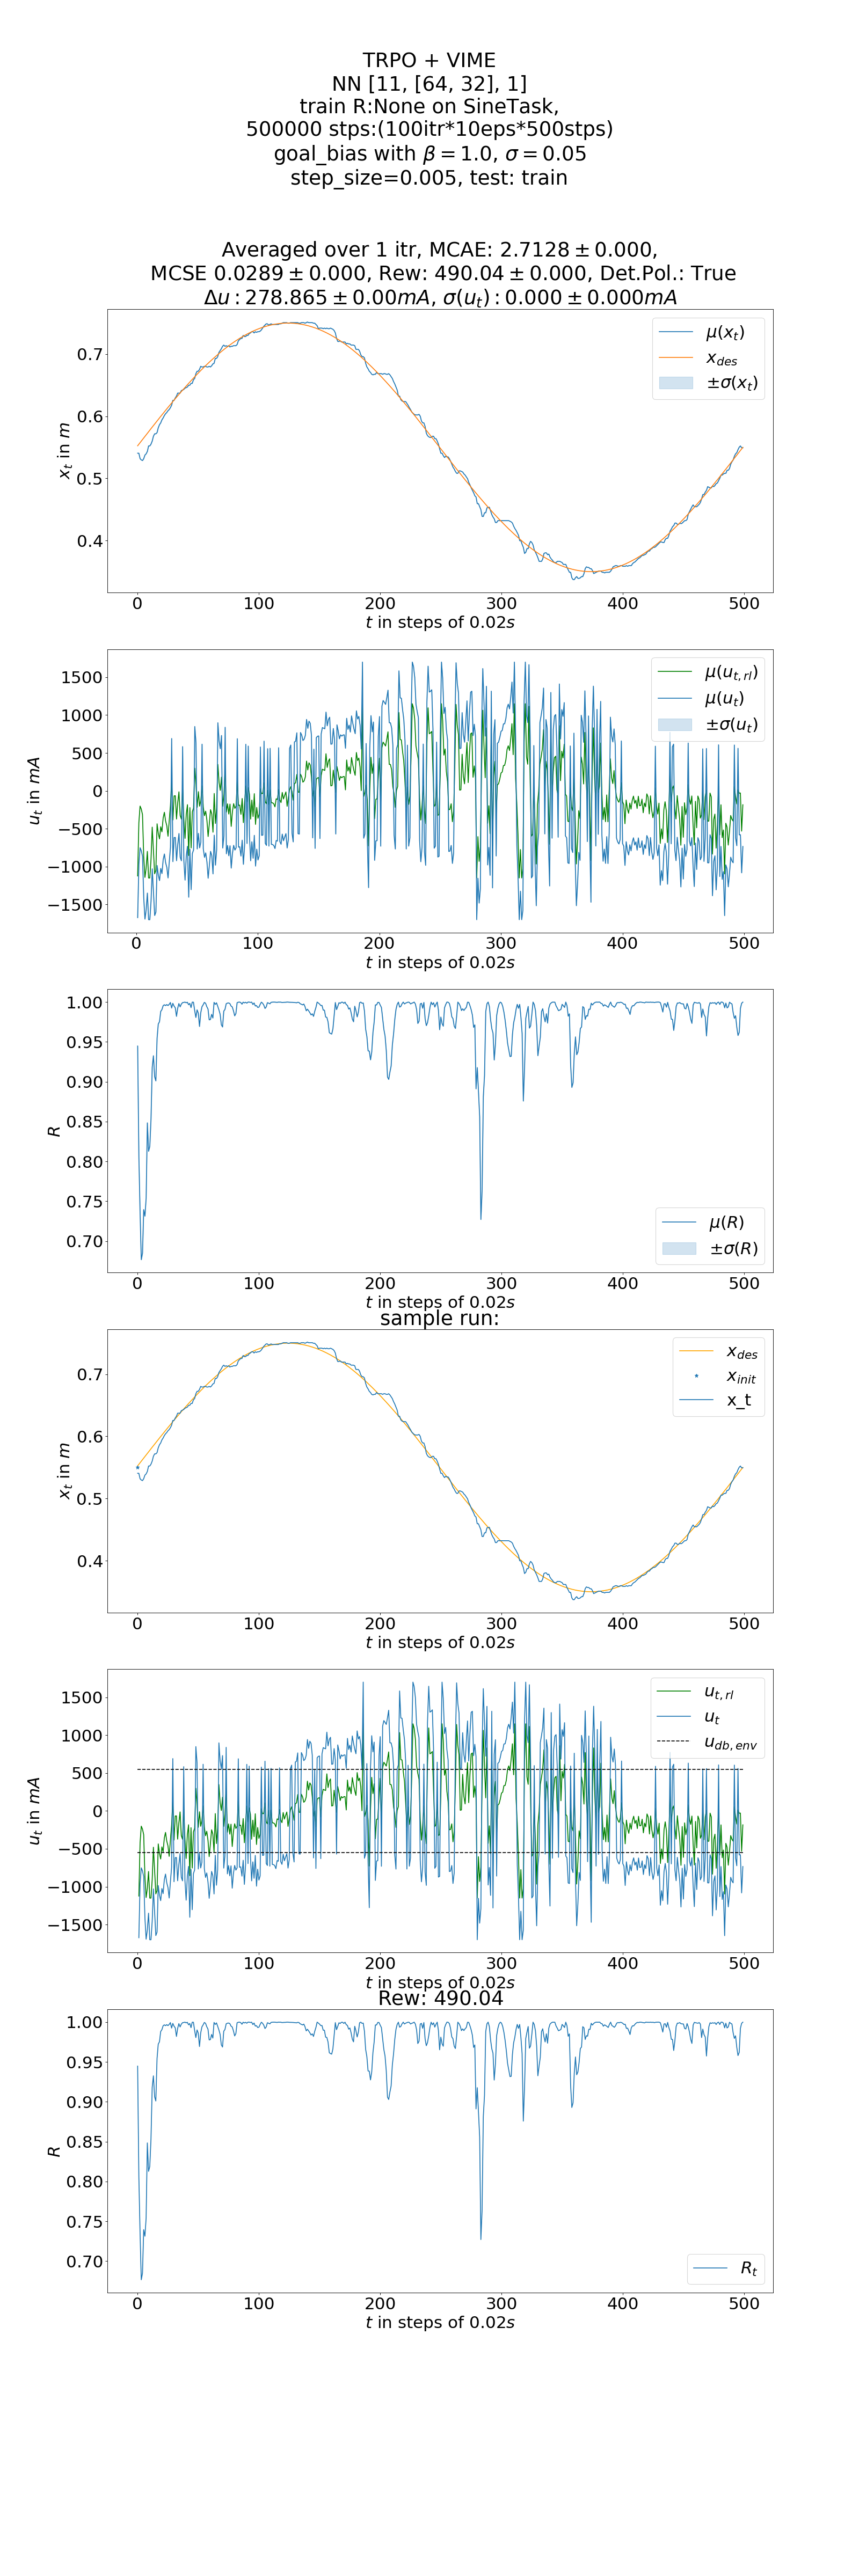 TRPO + VIME
NN [11, [64, 32], 1]
train R:None on SineTask,
500000 stps:(100itr*10eps*500stps)
goal_bias with β = 1.0, σ = 0.05
step_size=0.005, test: train
Averaged over 1 itr, MCAE: 2.7128 ± 0.000,
MCSE 0.0289 ± 0.000, Rew: 490.04 ± 0.000, Det.Pol.: True
Δu : 278.865 ± 0.00mA, σ(u_t) : 0.000 ± 0.000mA
μ(x_t)
x_des
±σ(x_t)
x_t in m
0.7
0.6
0.5
0.4
0 100 200 300 400 500
t in steps of 0.02s
μ(u_t,rl)
μ(u_t)
±σ(u_t)
u_t in mA
1500
1000
500
0
−500
−1000
−1500
0 100 200 300 400 500
t in steps of 0.02s
R
1.00
0.95
0.90
0.85
0.80
0.75
0.70
μ(R)
±σ(R)
0 100 200 300 400 500
t in steps of 0.02s
sample run:
x_des
x_init
x_t
x_t in m
0.7
0.6
0.5
0.4
0 100 200 300 400 500
t in steps of 0.02s
u_t,rl
u_t
u_db,env
u_t in mA
1500
1000
500
0
−500
−1000
−1500
0 100 200 300 400 500
t in steps of 0.02s
Rew: 490.04
R
1.00
0.95
0.90
0.85
0.80
0.75
0.70
R_t
0 100 200 300 400 500
t in steps of 0.02s